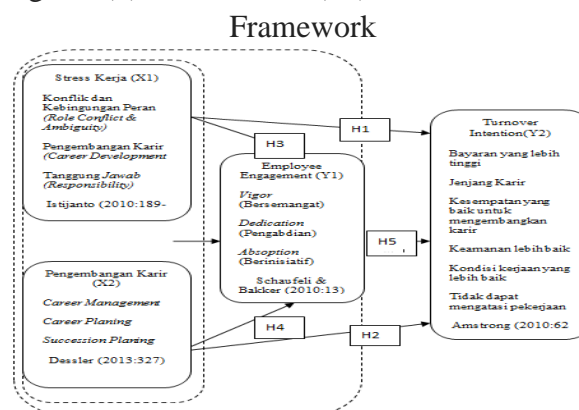 Framework
Stress Kerja (X1)
Konflik dan
Kebingungan Peran
(Role Conflict &
Ambiguity)
Pengembangan Karir
(Career Development
Tanggung Jawab
(Responsibility)
Istijanto (2010:189-
Pengembangan Karir
(X2)
Career Management
Career Planing
Succession Planing
Dessler (2013:327)
H3
H1
Employee
Engagement (Y1)
Vigor
(Bersemangat)
Dedication
(Pengabdian)
Absoption
(Berinisiatif)
Schaufeli &
Bakker (2010:13)
H4
H5
,
H2
Turnover
Intention(Y2)
Bayaran yang lebih
tinggi
Jenjang Karir
Kesempatan yang
baik untuk
mengembangkan
karir
Keamanan lebih baik
Kondisi kerjaan yang
lebih baik
Tidak dapat
mengatasi pekerjaan
Amstrong (2010:62